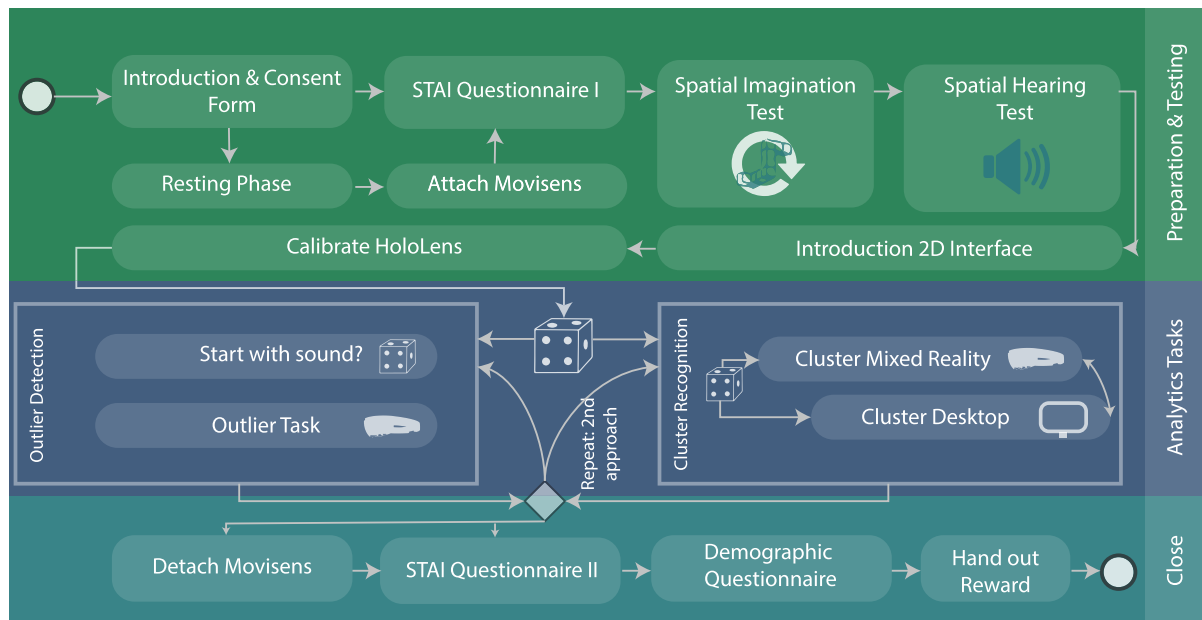 Introduction & Consent
Form
STAI Questionnaire I
Spatial Imagination
Test
Spatial Hearing
Test
Resting Phase
Attach Movisens
Calibrate HoloLens
Introduction 2D Interface
Preparation & Testing
Outlier Detection
Start with sound?
Outlier Task
Repeat: 2nd
approach
Cluster Recognition
Cluster Mixed Reality
Cluster Desktop
Analytics Tasks
Detach Movisens
STAI Questionnaire II
Demographic
Questionnaire
Hand out
Reward
Close